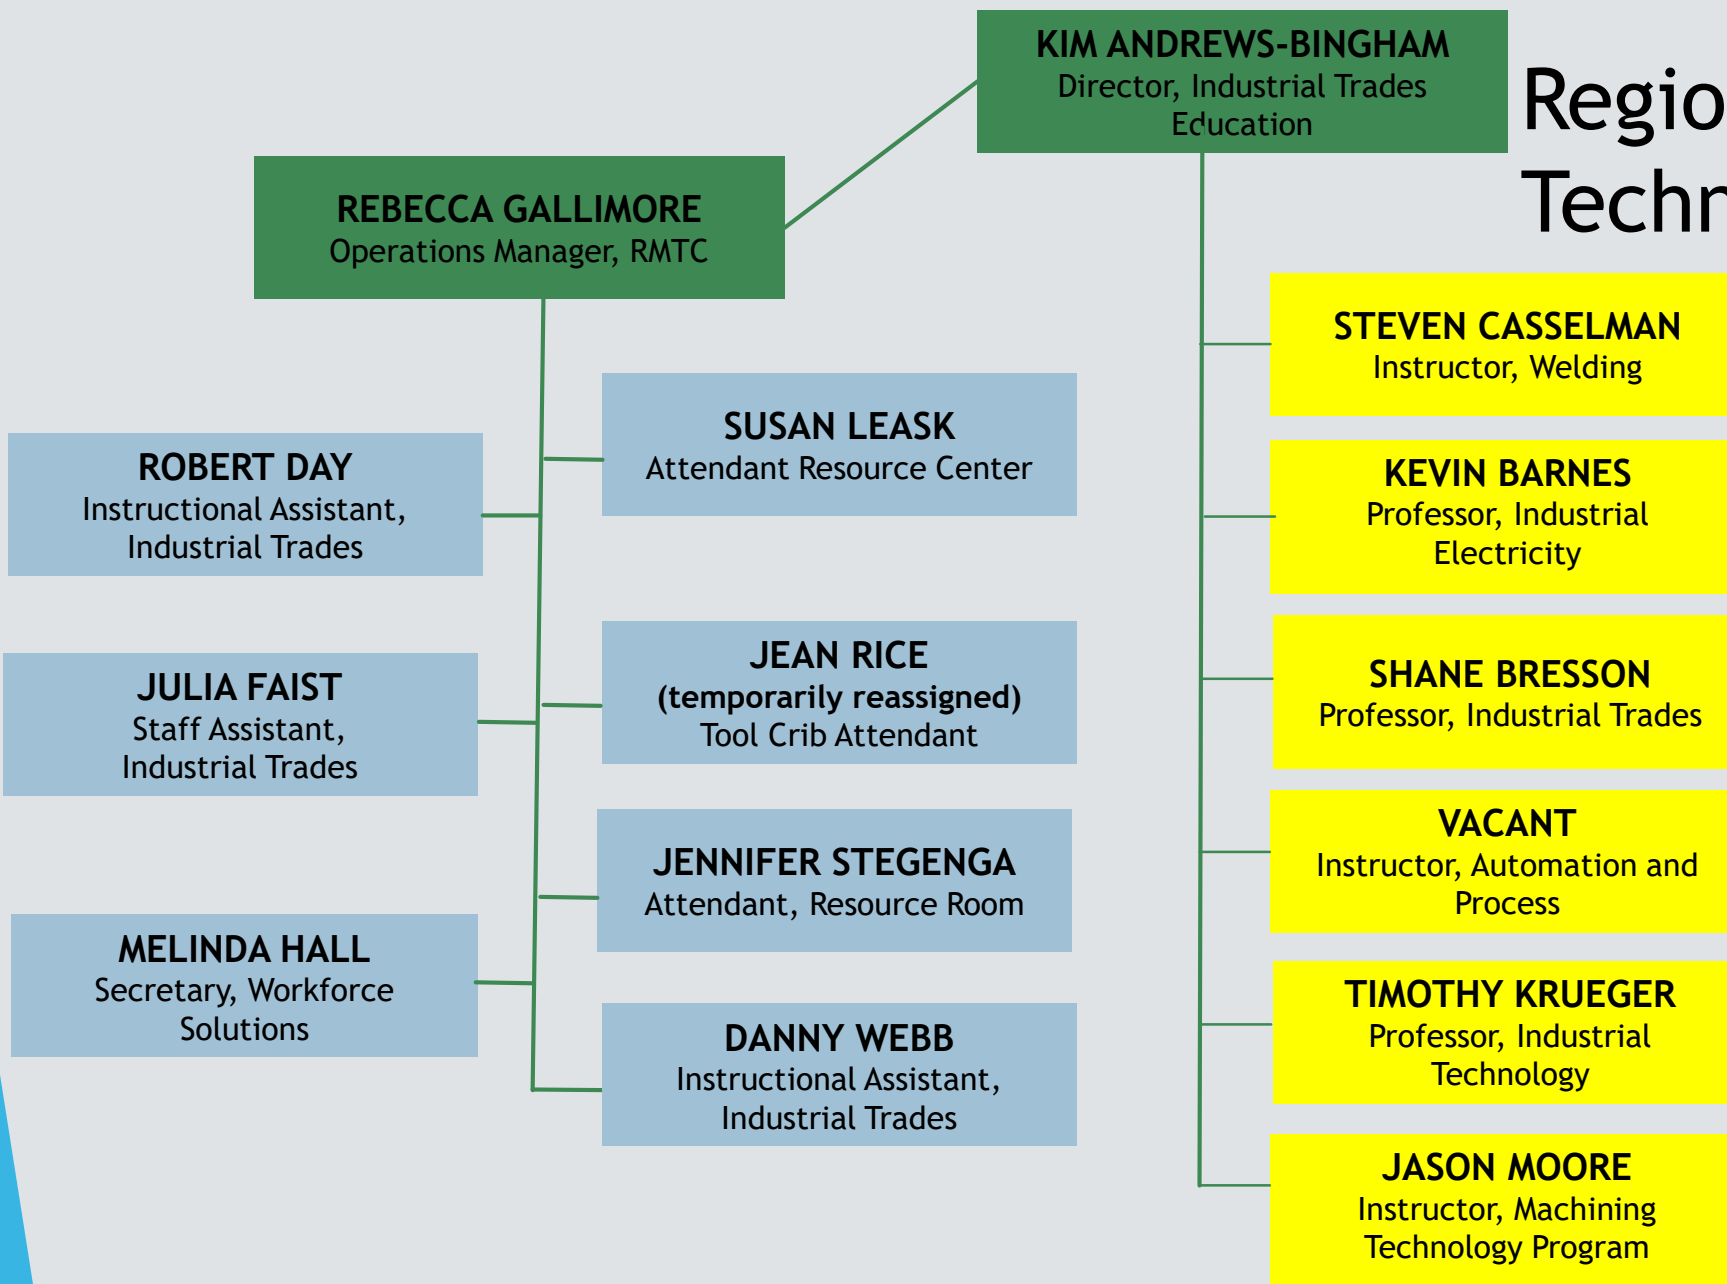 KIM ANDREWS-BINGHAM
Director, Industrial Trades
Education
Regio
Techn
REBECCA GALLIMORE
Operations Manager, RMTC
STEVEN CASSELMAN
Instructor, Welding
SUSAN LEASK
Attendant Resource Center
ROBERT DAY
Instructional Assistant,
Industrial Trades
KEVIN BARNES
Professor, Industrial
Electricity
JEAN RICE
(temporarily reassigned)
Tool Crib Attendant
JULIA FAIST
Staff Assistant,
Industrial Trades
SHANE BRESSON
Professor, Industrial Trades
VACANT
Instructor, Automation and
Process
JENNIFER STEGENGA
Attendant, Resource Room
MELINDA HALL
Secretary, Workforce
Solutions
TIMOTHY KRUEGER
Professor, Industrial
Technology
DANNY WEBB
Instructional Assistant,
Industrial Trades
JASON MOORE
Instructor, Machining
Technology Program